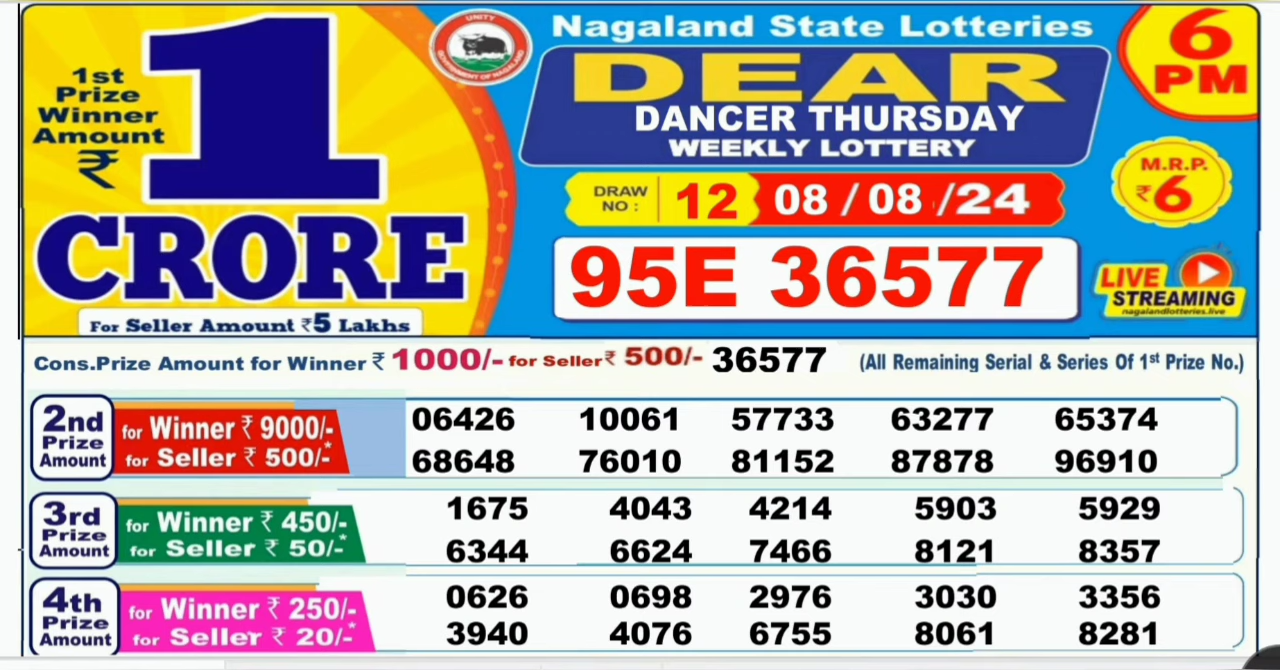 1st
Prize
Winner
Amount
₹
1
CRORE
For Seller Amount ₹5 Lakhs
UNITY
GOVERNMENT OF NAGALAND
Nagaland State Lotteries
DEAR
DANCER THURSDAY
WEEKLY LOTTERY
6
PM
M.R.P.
₹6
DRAW
NO :
12
08 / 08 /24
95E 36577
LIVE
STREAMING
nagalandlotteries.live
Cons.Prize Amount for Winner ₹ 1000/- for Seller ₹ 500/- 36577 (All Remaining Serial & Series Of 1st Prize No.)
2nd
Prize
Amount
for Winner ₹ 9000/-
for Seller ₹ 500/-*
06426 10061 57733 63277 65374
68648 76010 81152 87878 96910
3rd
Prize
Amount
for Winner ₹ 450/-
for Seller ₹ 50/-*
1675 4043 4214 5903 5929
6344 6624 7466 8121 8357
4th
Prize
Amount
for Winner ₹ 250/-
for Seller ₹ 20/-*
0626 0698 2976 3030 3356
3940 4076 6755 8061 8281